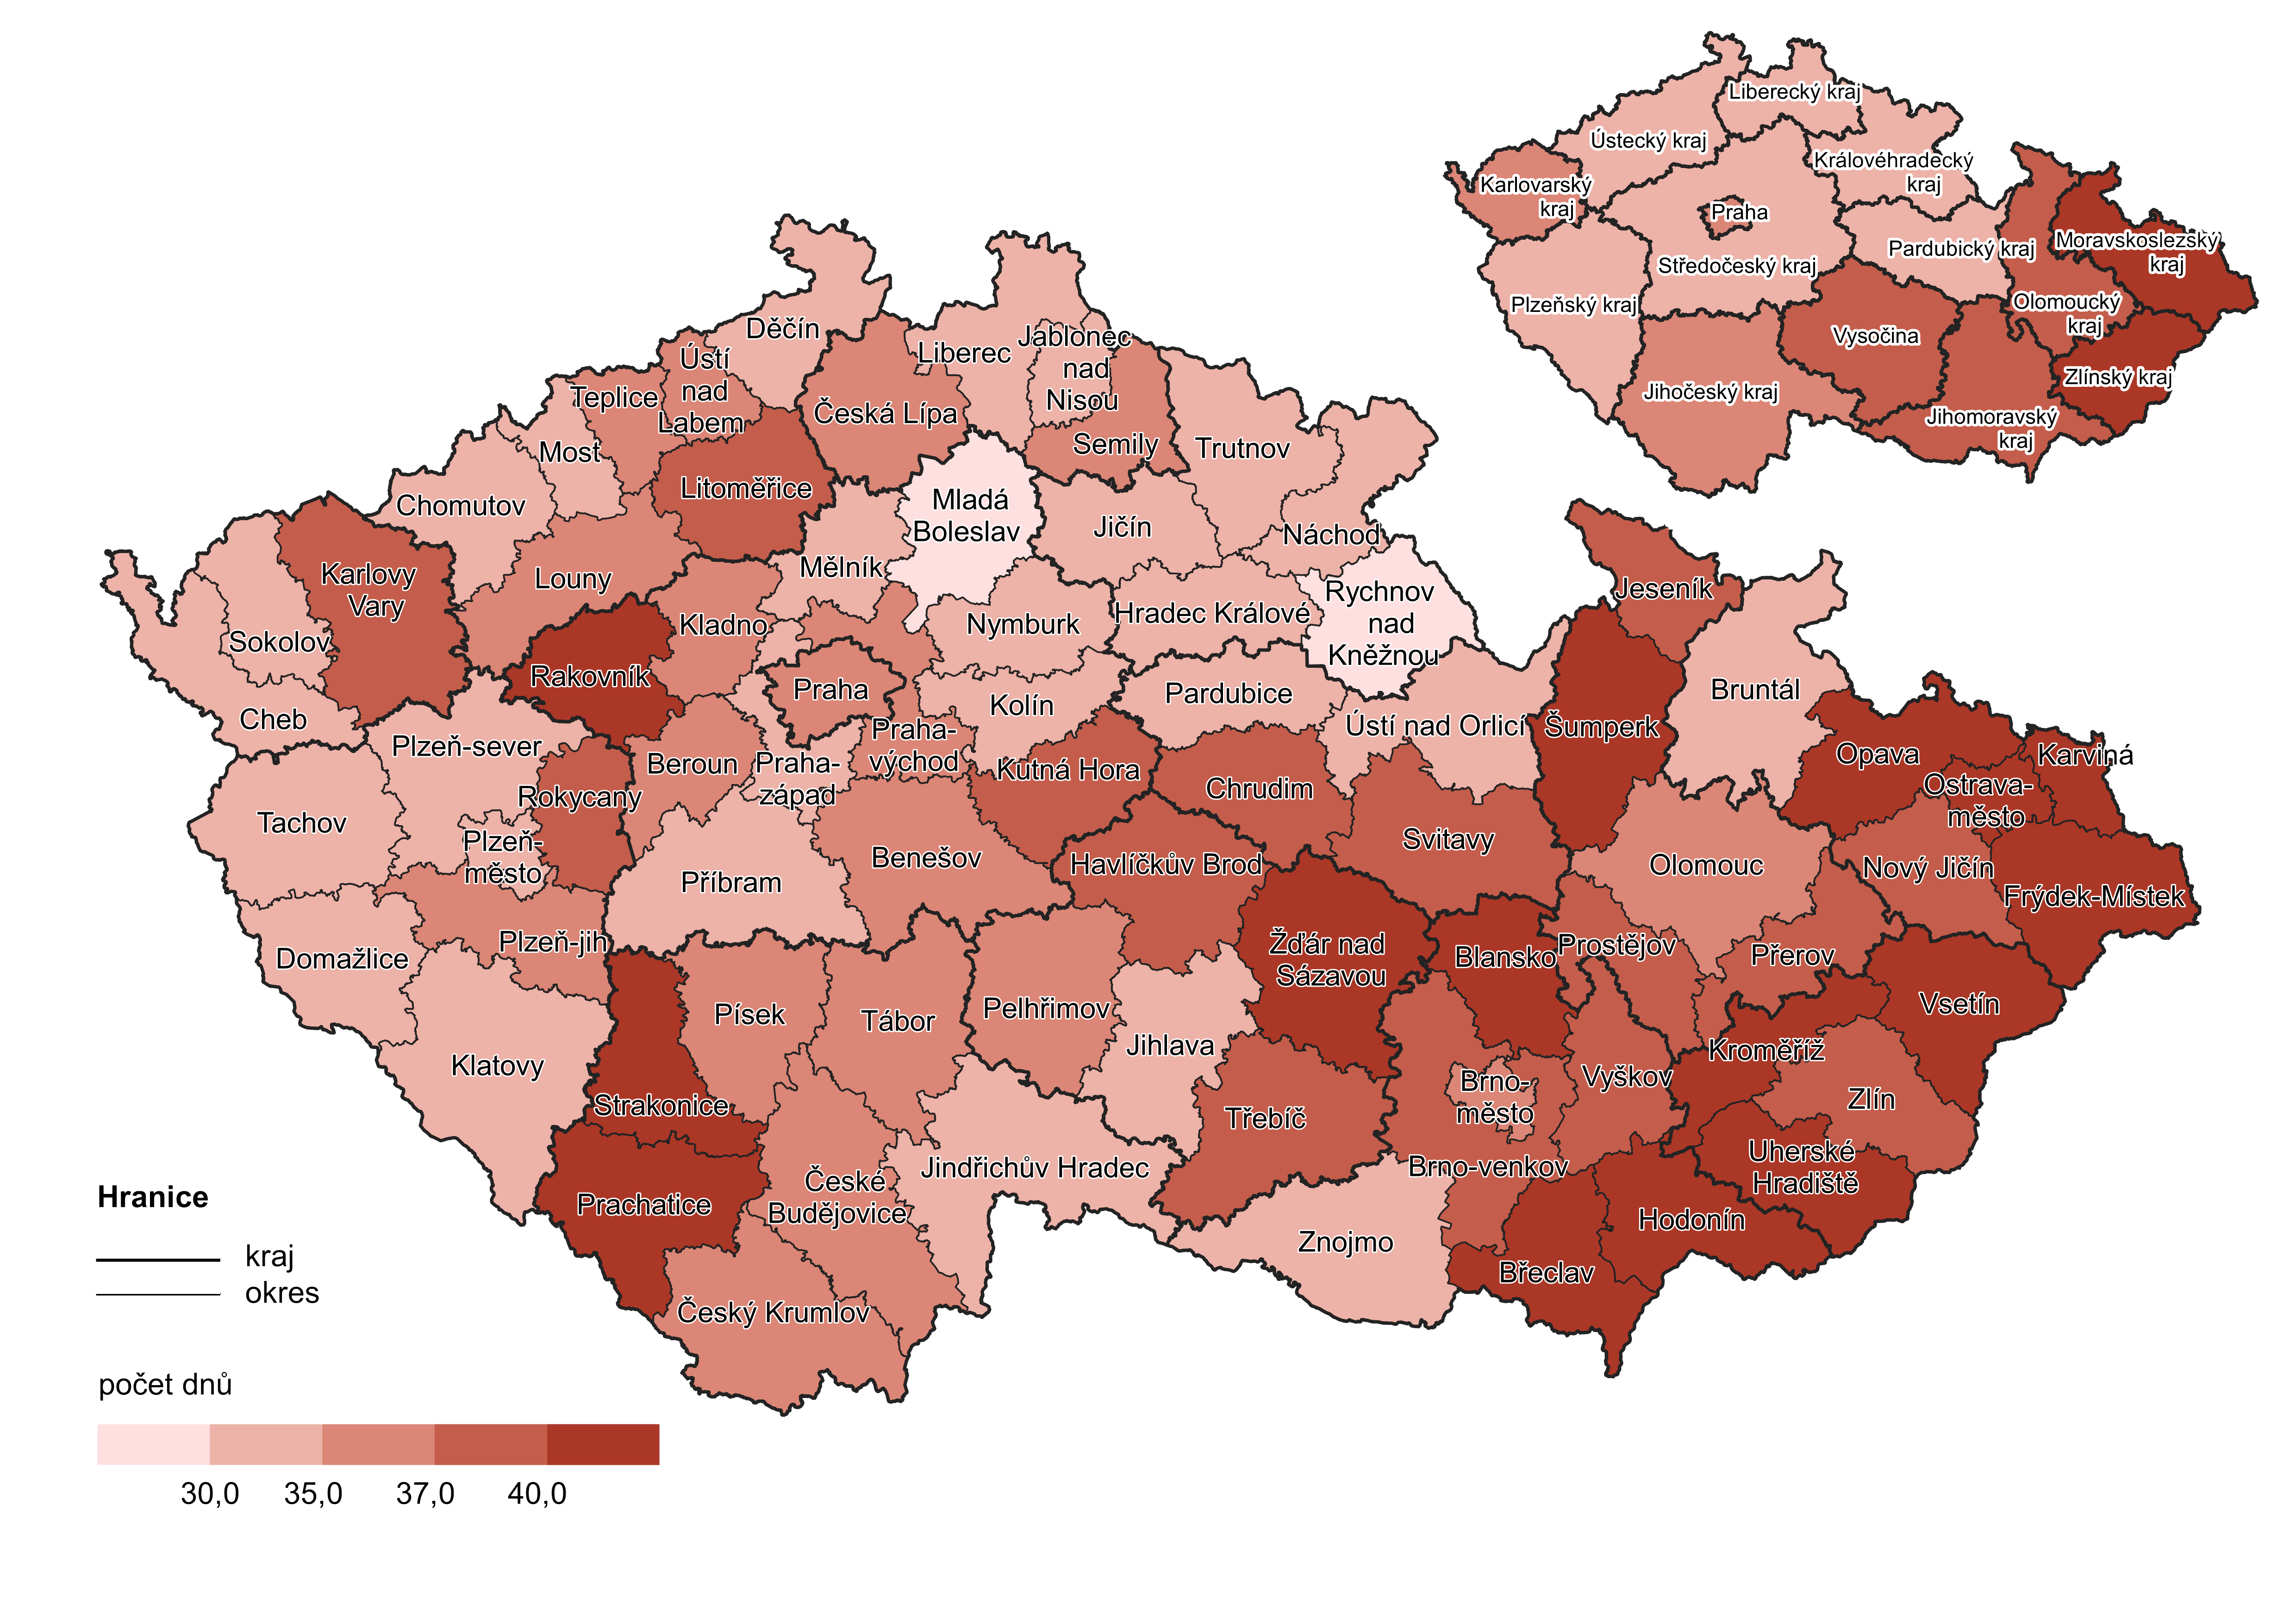 Liberecký kraj
Ústecký kraj
Královéhradecký
kraj
Karlovarský
kraj
Praha
Pardubický kraj
Moravskoslezský
kraj
Středočeský kraj
Plzeňský kraj
Olomoucký
kraj
Vysočina
Zlínský kraj
Jihočeský kraj
Jihomoravský
kraj
Děčín
Liberec
Jablonec
nad
Nisou
Ústí
nad
Labem
Teplice
Česká Lípa
Semily
Trutnov
Most
Litoměřice
Chomutov
Mladá
Boleslav
Jičín
Náchod
Mělník
Louny
Karlovy
Vary
Jeseník
Rychnov
nad
Kněžnou
Hradec Králové
Nymburk
Kladno
Sokolov
Rakovník
Praha
Kolín
Pardubice
Bruntál
Cheb
Ústí nad Orlicí
Šumperk
Plzeň-sever
Praha-
východ
Beroun
Praha-
západ
Kutná Hora
Opava
Karviná
Chrudim
Ostrava-
město
Rokycany
Tachov
Plzeň-
město
Svitavy
Benešov
Havlíčkův Brod
Olomouc
Nový Jičín
Příbram
Frýdek-Místek
Plzeň-jih
Domažlice
Žďár nad
Sázavou
Blansko
Prostějov
Přerov
Vsetín
Písek
Tábor
Pelhřimov
Jihlava
Klatovy
Kroměříž
Vyškov
Brno-
město
Zlín
Strakonice
Třebíč
Uherské
Hradiště
Brno-venkov
Jindřichův Hradec
České
Budějovice
Prachatice
Hodonín
Znojmo
Břeclav
Český Krumlov
Hranice
kraj
okres
počet dnů
30,0 35,0 37,0 40,0